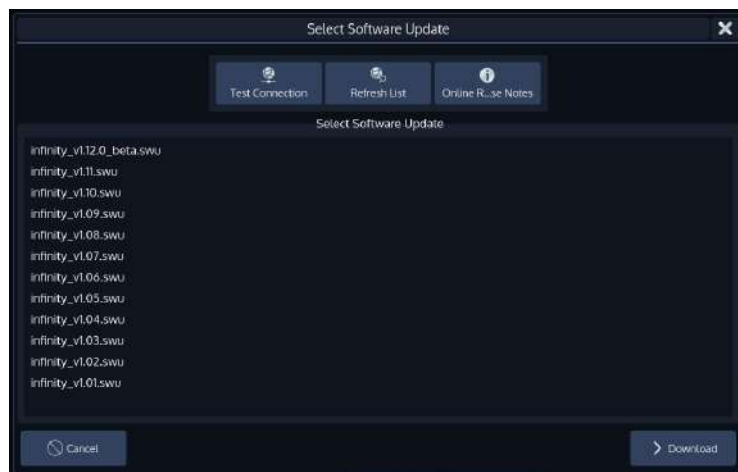 Select Software Update
Test Connection
Refresh List
Online R...se Notes
Select Software Update
infinity_v1.12.0_beta.swu
infinity_v1.11.swu
infinity_v1.10.swu
infinity_v1.09.swu
infinity_v1.08.swu
infinity_v1.07.swu
infinity_v1.06.swu
infinity_v1.05.swu
infinity_v1.04.swu
infinity_v1.03.swu
infinity_v1.02.swu
infinity_v1.01.swu
Cancel
Download